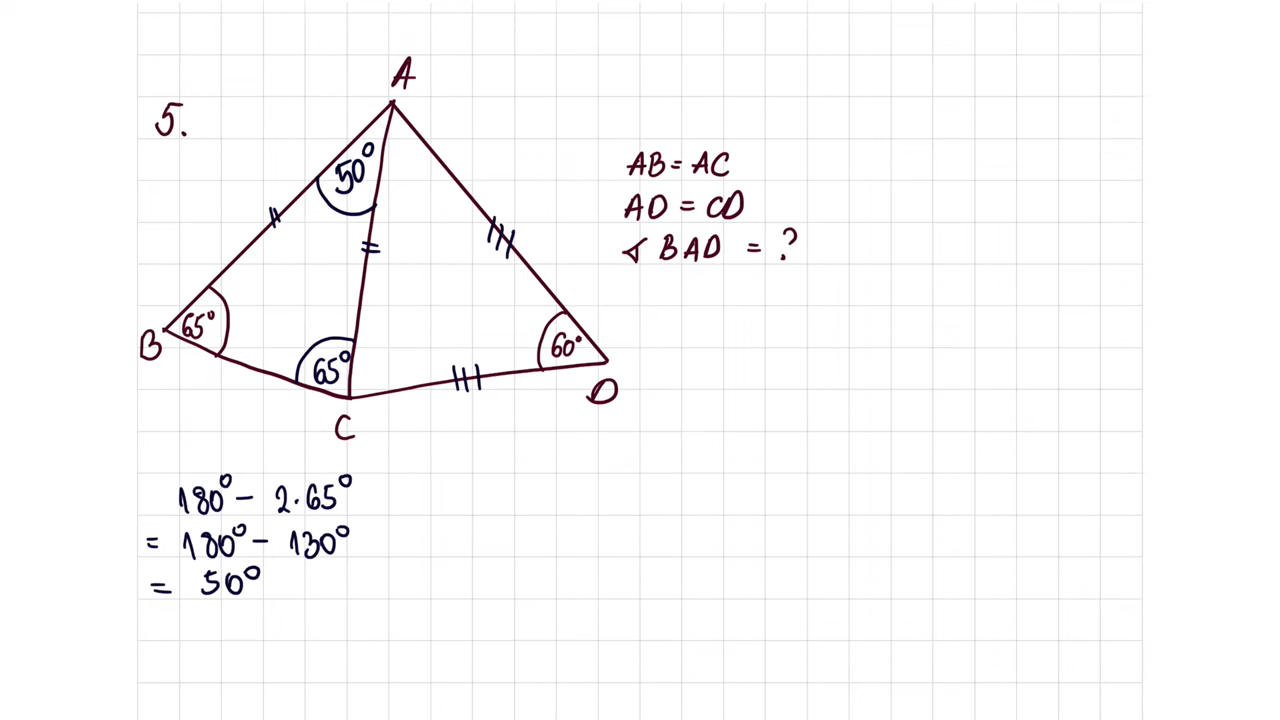 5.
A
50°
65°
65°
60°
B
C
D
AB = AC
AD = CD
∢ BAD = ?
180° - 2·65°
= 180° - 130°
= 50°